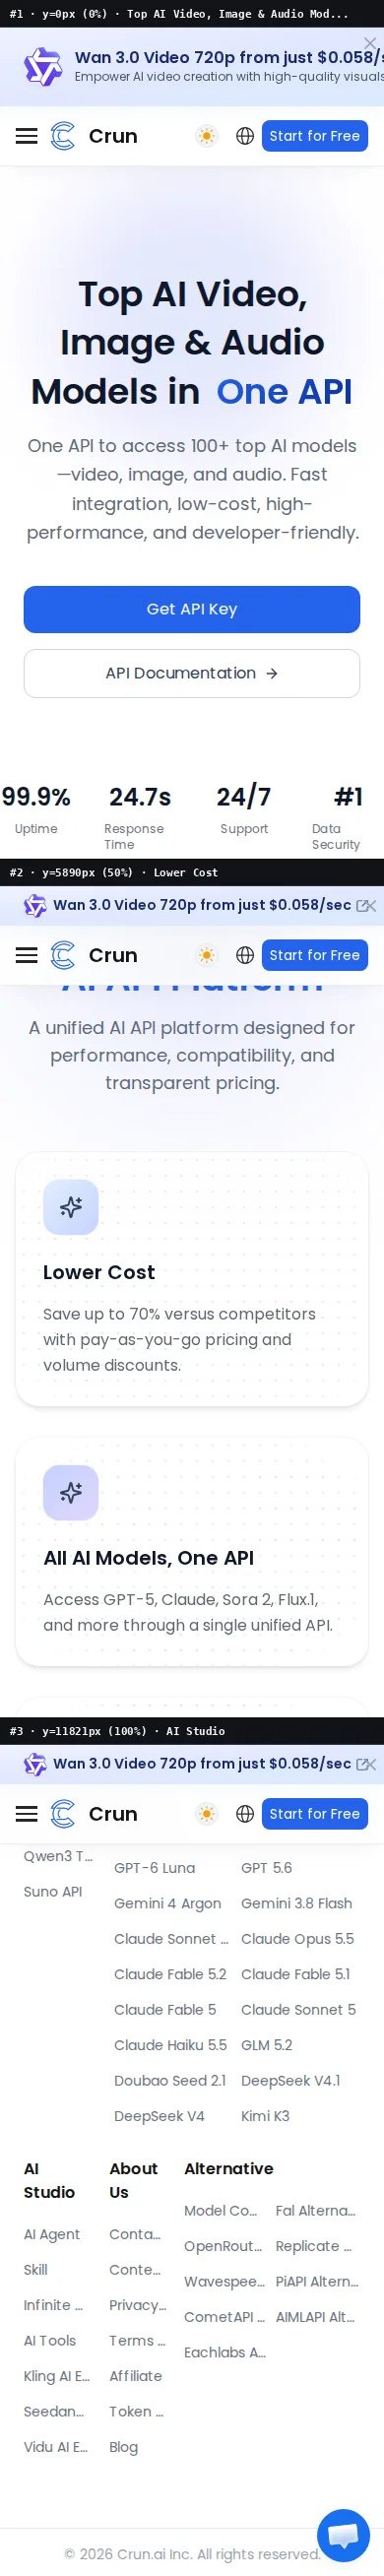 #1 · y=0px (0%) · Top AI Video, Image & Audio Mod...
Wan 3.0 Video 720p from just $0.058/s
Empower AI video creation with high-quality visuals
Crun
Start for Free
Top AI Video,
Image & Audio
Models in One API
One API to access 100+ top AI models
—video, image, and audio. Fast
integration, low-cost, high-
performance, and developer-friendly.
Get API Key
API Documentation →
99.9% 24.7s 24/7 #1
Uptime Response Time Support Data Security
#2 · y=5890px (50%) · Lower Cost
Wan 3.0 Video 720p from just $0.058/sec
Crun
Start for Free
AI API Platform
A unified AI API platform designed for
performance, compatibility, and
transparent pricing.
Lower Cost
Save up to 70% versus competitors
with pay-as-you-go pricing and
volume discounts.
All AI Models, One API
Access GPT-5, Claude, Sora 2, Flux.1,
and more through a single unified API.
#3 · y=11821px (100%) · AI Studio
Wan 3.0 Video 720p from just $0.058/sec
Crun
Start for Free
Qwen3 T...
Suno API
GPT-6 Luna GPT 5.6
Gemini 4 Argon Gemini 3.8 Flash
Claude Sonnet ... Claude Opus 5.5
Claude Fable 5.2 Claude Fable 5.1
Claude Fable 5 Claude Sonnet 5
Claude Haiku 5.5 GLM 5.2
Doubao Seed 2.1 DeepSeek V4.1
DeepSeek V4 Kimi K3
AI Studio
AI Agent
Skill
Infinite ...
AI Tools
Kling AI E...
Seedan...
Vidu AI E...
About Us
Conta...
Conte...
Privacy...
Terms ...
Affiliate
Token ...
Blog
Alternative
Model Co... Fal Alterna...
OpenRout... Replicate ...
Wavespee... PiAPI Altern...
CometAPI ... AIMLAPI Alt...
Eachlabs A...
© 2026 Crun.ai Inc. All rights reserved.